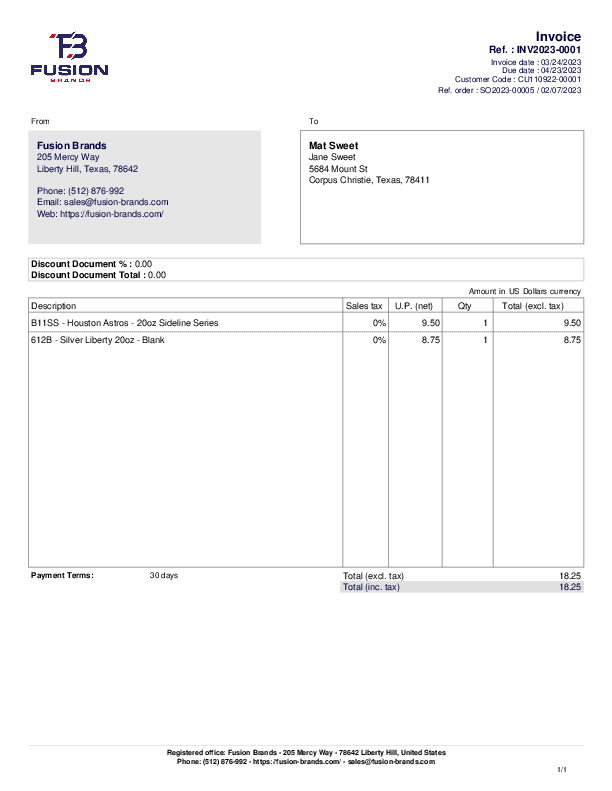 FUSION
BRANDS
Invoice
Ref. : INV2023-0001
Invoice date : 03/24/2023
Due date : 04/23/2023
Customer Code : CU110922-00001
Ref. order : SO2023-00005 / 02/07/2023
From
To
Fusion Brands
205 Mercy Way
Liberty Hill, Texas, 78642
Phone: (512) 876-992
Email: sales@fusion-brands.com
Web: https://fusion-brands.com/
Mat Sweet
Jane Sweet
5684 Mount St
Corpus Christie, Texas, 78411
Discount Document % : 0.00
Discount Document Total : 0.00
Amount in US Dollars currency
Description Sales tax U.P. (net) Qty Total (excl. tax)
B11SS - Houston Astros - 20oz Sideline Series 0% 9.50 1 9.50
612B - Silver Liberty 20oz - Blank 0% 8.75 1 8.75
Payment Terms: 30 days Total (excl. tax) 18.25
Total (inc. tax) 18.25
Registered office: Fusion Brands - 205 Mercy Way - 78642 Liberty Hill, United States
Phone: (512) 876-992 - https://fusion-brands.com/ - sales@fusion-brands.com
1/1